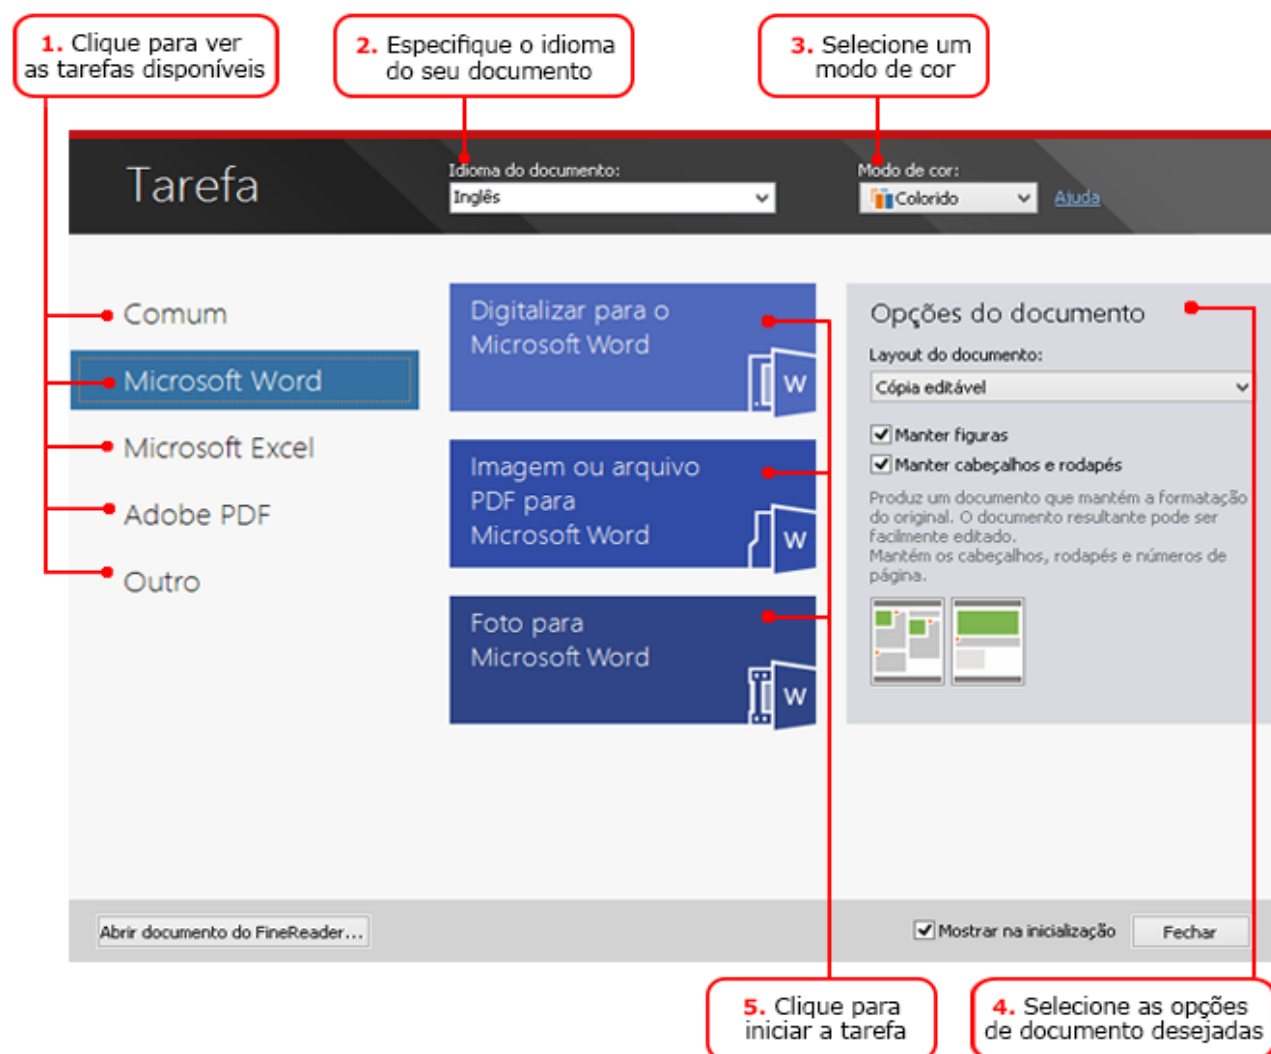 1. Clique para ver
as tarefas disponíveis
2. Especifique o idioma
do seu documento
3. Selecione um
modo de cor
Tarefa
Idioma do documento:
Inglês
Modo de cor:
Colorido
Ajuda
Comum
Microsoft Word
Microsoft Excel
Adobe PDF
Outro
Digitalizar para o
Microsoft Word
W
Imagem ou arquivo
PDF para
Microsoft Word
W
Foto para
Microsoft Word
W
Opções do documento
Layout do documento:
Cópia editável
Manter figuras
Manter cabeçalhos e rodapés
Produz um documento que mantém a formatação
do original. O documento resultante pode ser
facilmente editado.
Mantém os cabeçalhos, rodapés e números de
página.
Abrir documento do FineReader...
Mostrar na inicialização
Fechar
5. Clique para
iniciar a tarefa
4. Selecione as opções
de documento desejadas